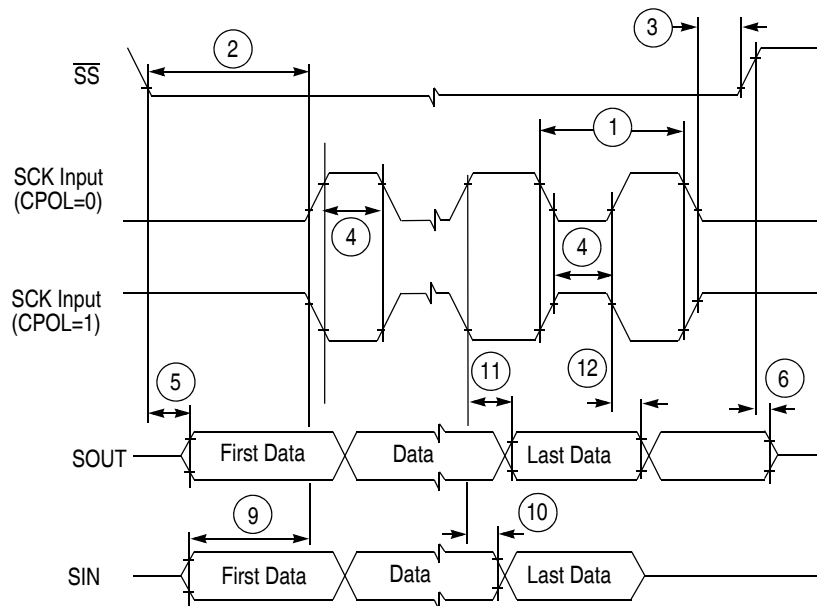 3
2
SS
1
SCK Input
(CPOL=0)
4
4
SCK Input
(CPOL=1)
5
11
12
6
SOUT
First Data
Data
Last Data
9
10
SIN
First Data
Data
Last Data